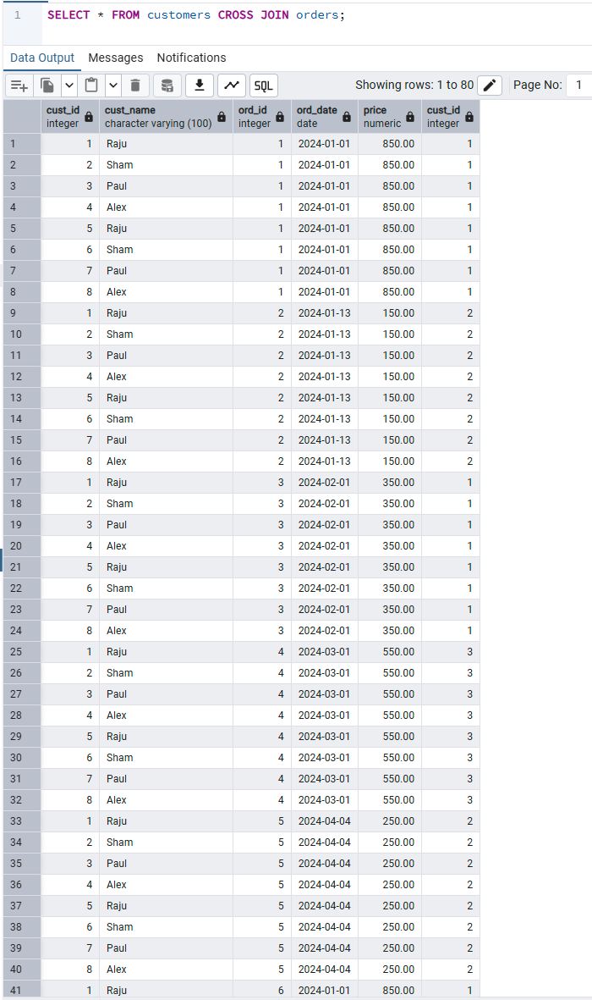 1 SELECT * FROM customers CROSS JOIN orders;
Data Output Messages Notifications
SQL Showing rows: 1 to 80 Page No: 1
cust_id cust_name ord_id ord_date price cust_id
integer character varying (100) integer date numeric integer
1 1 Raju 1 2024-01-01 850.00 1
2 2 Sham 1 2024-01-01 850.00 1
3 3 Paul 1 2024-01-01 850.00 1
4 4 Alex 1 2024-01-01 850.00 1
5 5 Raju 1 2024-01-01 850.00 1
6 6 Sham 1 2024-01-01 850.00 1
7 7 Paul 1 2024-01-01 850.00 1
8 8 Alex 1 2024-01-01 850.00 1
9 1 Raju 2 2024-01-13 150.00 2
10 2 Sham 2 2024-01-13 150.00 2
11 3 Paul 2 2024-01-13 150.00 2
12 4 Alex 2 2024-01-13 150.00 2
13 5 Raju 2 2024-01-13 150.00 2
14 6 Sham 2 2024-01-13 150.00 2
15 7 Paul 2 2024-01-13 150.00 2
16 8 Alex 2 2024-01-13 150.00 2
17 1 Raju 3 2024-02-01 350.00 1
18 2 Sham 3 2024-02-01 350.00 1
19 3 Paul 3 2024-02-01 350.00 1
20 4 Alex 3 2024-02-01 350.00 1
21 5 Raju 3 2024-02-01 350.00 1
22 6 Sham 3 2024-02-01 350.00 1
23 7 Paul 3 2024-02-01 350.00 1
24 8 Alex 3 2024-02-01 350.00 1
25 1 Raju 4 2024-03-01 550.00 3
26 2 Sham 4 2024-03-01 550.00 3
27 3 Paul 4 2024-03-01 550.00 3
28 4 Alex 4 2024-03-01 550.00 3
29 5 Raju 4 2024-03-01 550.00 3
30 6 Sham 4 2024-03-01 550.00 3
31 7 Paul 4 2024-03-01 550.00 3
32 8 Alex 4 2024-03-01 550.00 3
33 1 Raju 5 2024-04-04 250.00 2
34 2 Sham 5 2024-04-04 250.00 2
35 3 Paul 5 2024-04-04 250.00 2
36 4 Alex 5 2024-04-04 250.00 2
37 5 Raju 5 2024-04-04 250.00 2
38 6 Sham 5 2024-04-04 250.00 2
39 7 Paul 5 2024-04-04 250.00 2
40 8 Alex 5 2024-04-04 250.00 2
41 1 Raju 6 2024-01-01 850.00 1